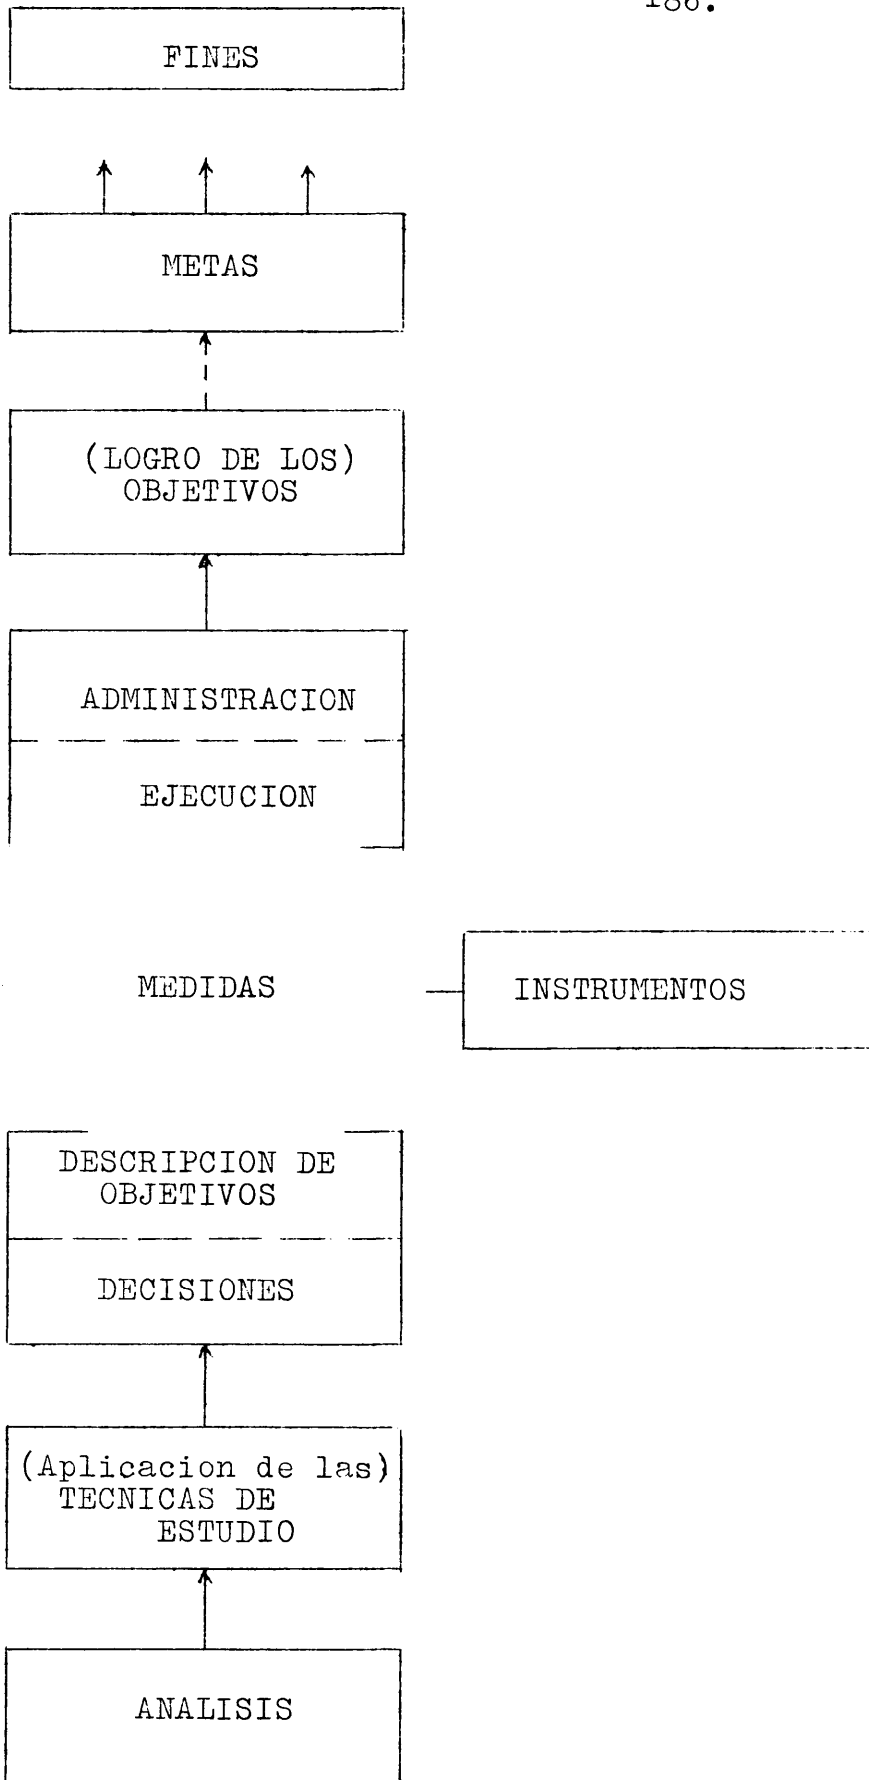 186.
FINES
METAS
(LOGRO DE LOS)
OBJETIVOS
ADMINISTRACION
EJECUCION
MEDIDAS
INSTRUMENTOS
DESCRIPCION DE
OBJETIVOS
DECISIONES
(Aplicacion de las)
TECNICAS DE
ESTUDIO
ANALISIS